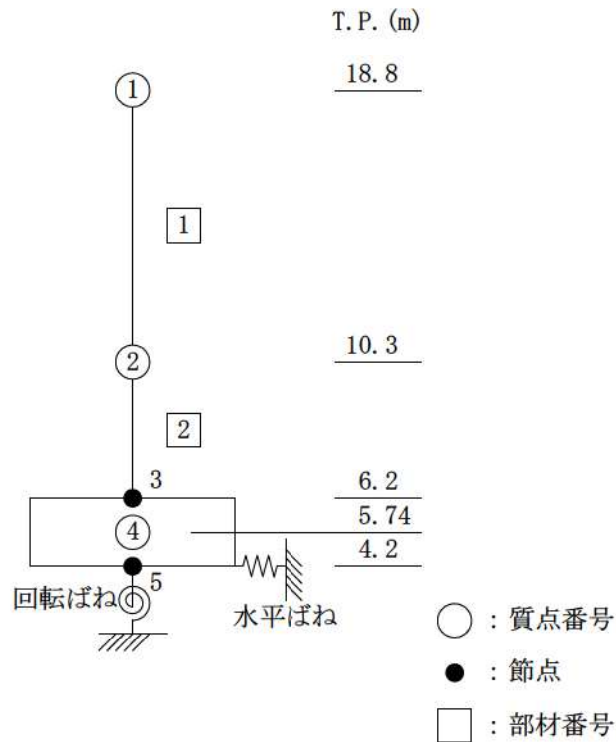 T.P.(m)
18.8
1
1
10.3
2
2
6.2
3
5.74
4
4.2
5
回転ばね
水平ばね
○ : 質点番号
● : 節点
□ : 部材番号